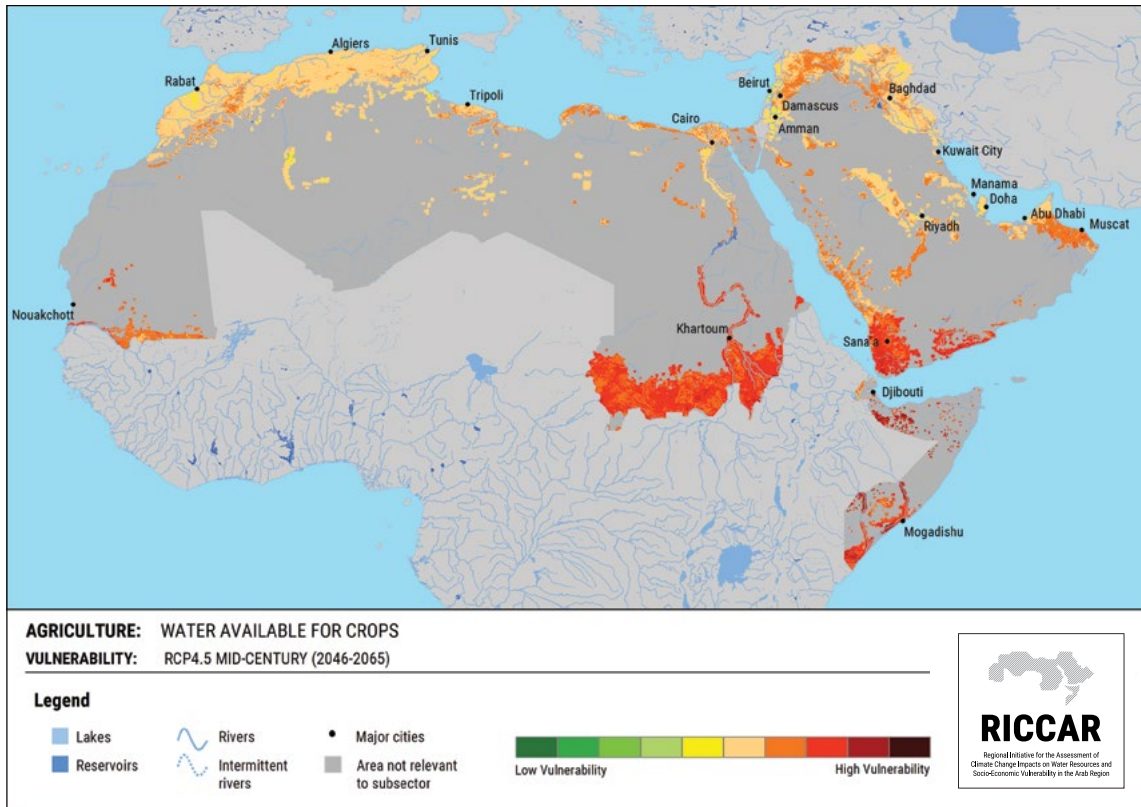 Algiers
Tunis
Rabat
Tripoli
Beirut
Baghdad
Damascus
Cairo
Amman
Kuwait City
Manama
Doha
Abu Dhabi
Muscat
Riyadh
Nouakchott
Khartoum
Sana'a
Djibouti
Mogadishu
AGRICULTURE: WATER AVAILABLE FOR CROPS
VULNERABILITY: RCP4.5 MID-CENTURY (2046-2065)
Legend
Lakes
Reservoirs
Rivers
Intermittent
rivers
Major cities
Area not relevant
to subsector
Low Vulnerability
High Vulnerability
RICCAR
Regional Initiative for the Assessment of
Climate Change Impacts on Water Resources and
Socio-Economic Vulnerability in the Arab Region